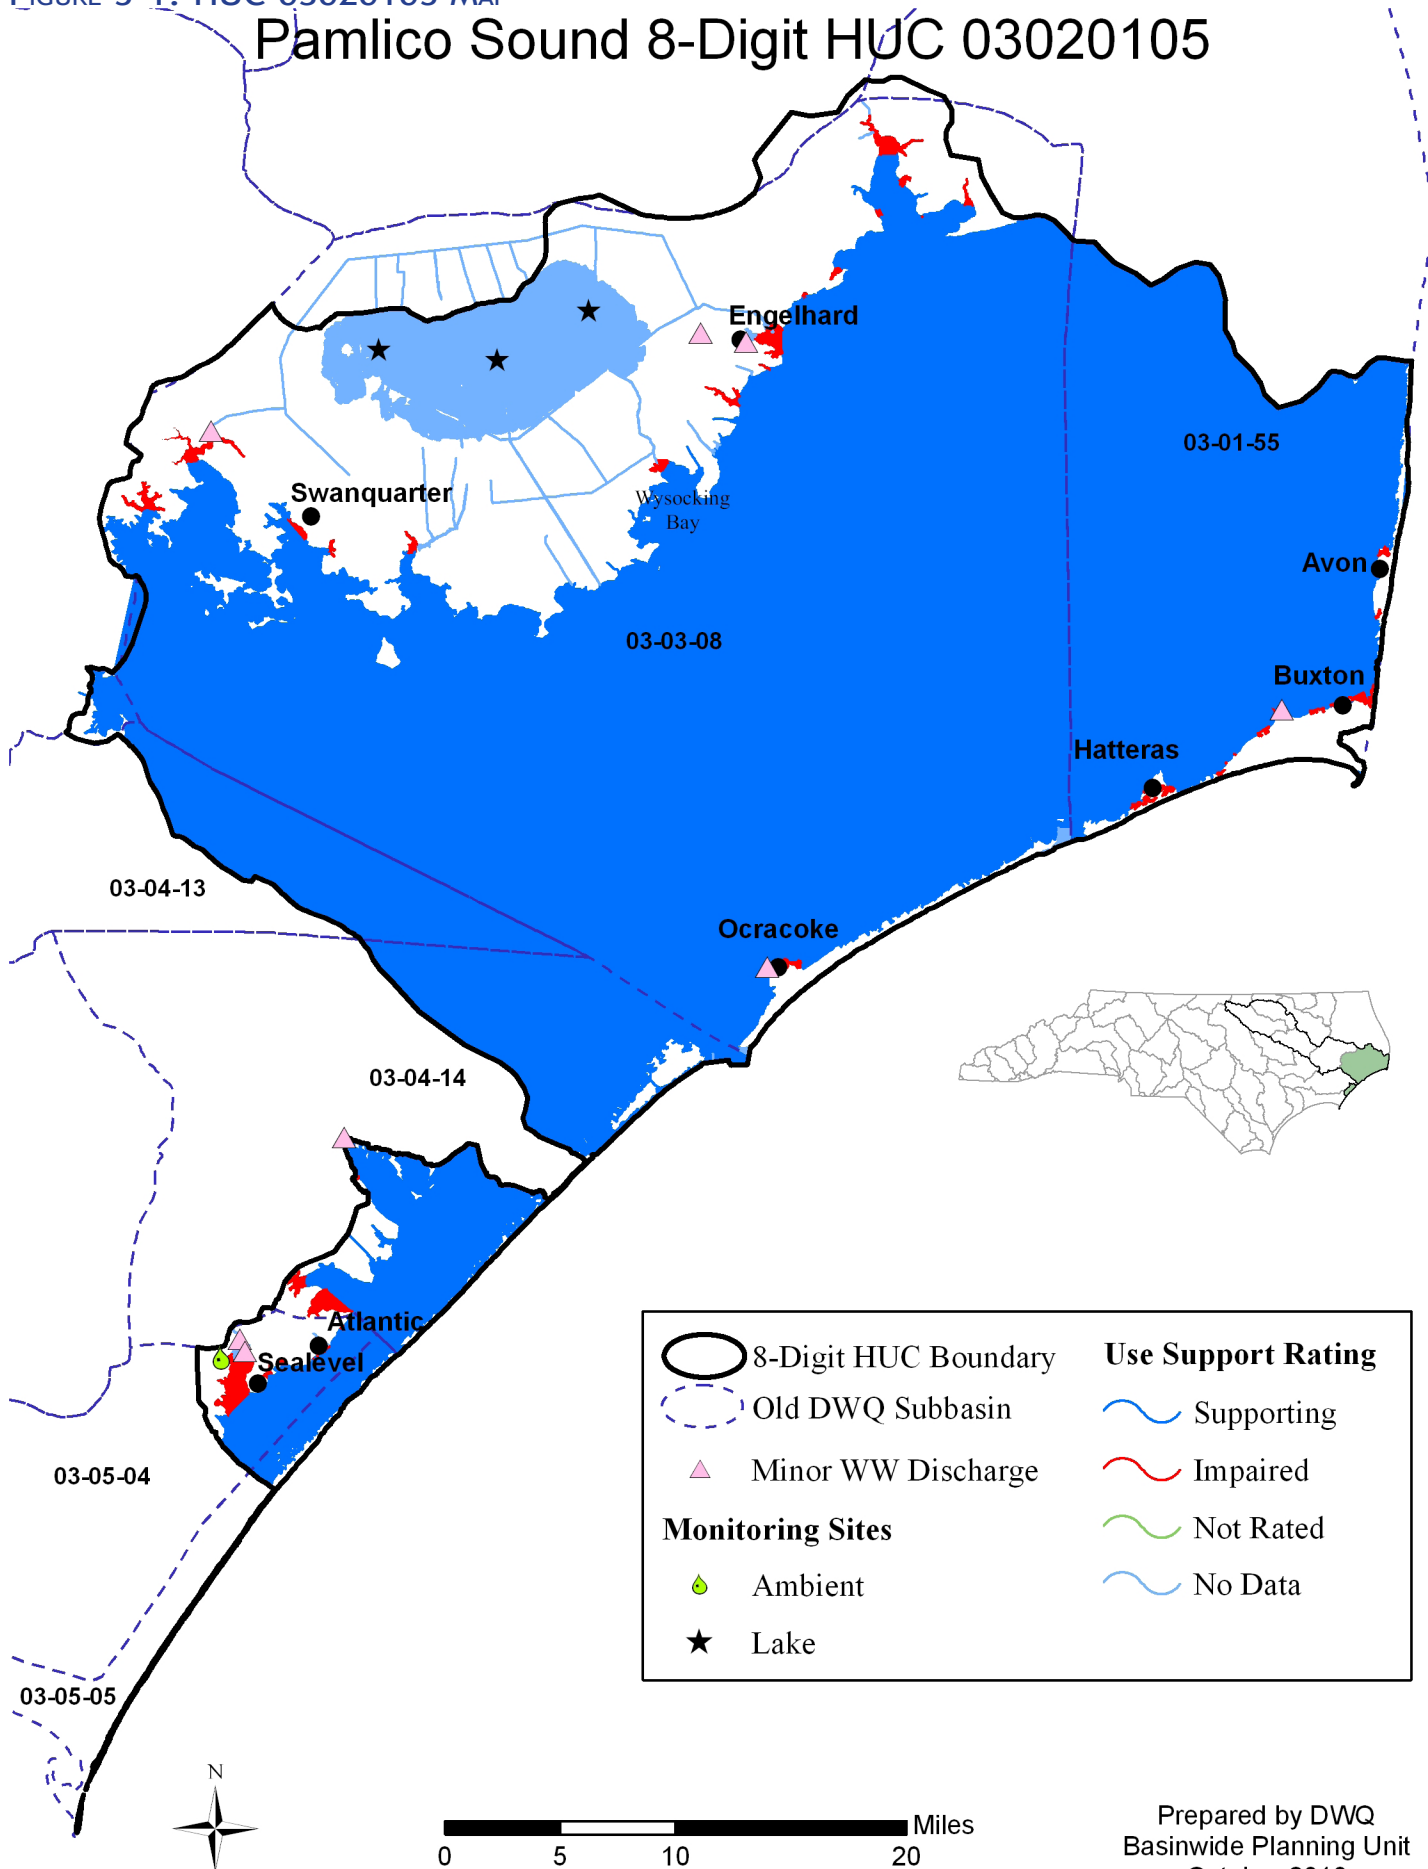 Pamlico Sound 8-Digit HUC 03020105
Engelhard
03-01-55
Swanquarter
Wysocking
Bay
Avon
03-03-08
Buxton
Hatteras
03-04-13
Ocracoke
03-04-14
Atlantic
Sealevel
8-Digit HUC Boundary
Old DWQ Subbasin
Minor WW Discharge
Monitoring Sites
Ambient
Lake
Use Support Rating
Supporting
Impaired
Not Rated
No Data
03-05-04
03-05-05
N
Miles
0 5 10 20
Prepared by DWQ
Basinwide Planning Unit